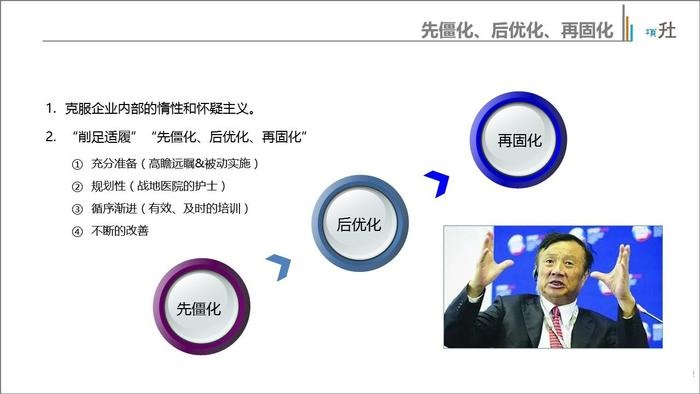 先僵化、后优化、再固化
项升
1. 克服企业内部的惰性和怀疑主义。
2. “削足适履”“先僵化、后优化、再固化”
① 充分准备（高瞻远瞩&被动实施）
② 规划性（战地医院的护士）
③ 循序渐进（有效、及时的培训）
④ 不断的改善
再固化
后优化
先僵化